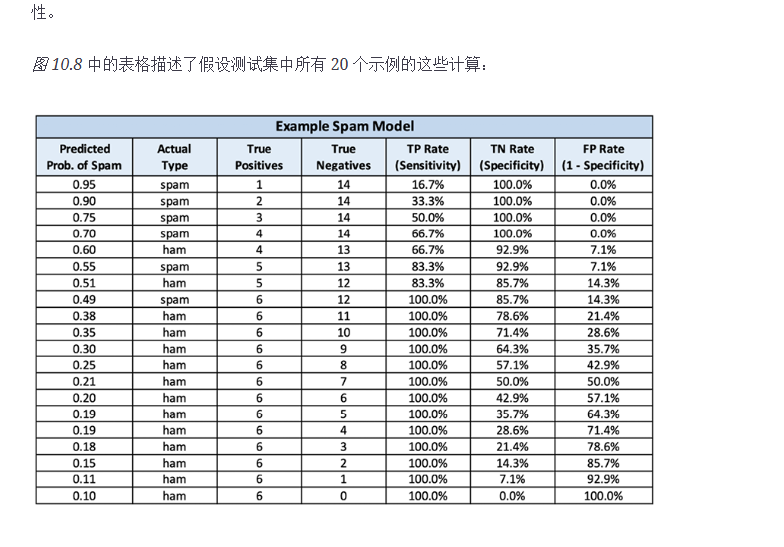 性。
图 10.8 中的表格描述了假设测试集中所有 20 个示例的这些计算：
Example Spam Model
Predicted Prob. of Spam | Actual Type | True Positives | True Negatives | TP Rate (Sensitivity) | TN Rate (Specificity) | FP Rate (1 - Specificity)
0.95 spam 1 14 16.7% 100.0% 0.0%
0.90 spam 2 14 33.3% 100.0% 0.0%
0.75 spam 3 14 50.0% 100.0% 0.0%
0.70 spam 4 14 66.7% 100.0% 0.0%
0.60 ham 4 13 66.7% 92.9% 7.1%
0.55 spam 5 13 83.3% 92.9% 7.1%
0.51 ham 5 12 83.3% 85.7% 14.3%
0.49 spam 6 12 100.0% 85.7% 14.3%
0.38 ham 6 11 100.0% 78.6% 21.4%
0.35 ham 6 10 100.0% 71.4% 28.6%
0.30 ham 6 9 100.0% 64.3% 35.7%
0.25 ham 6 8 100.0% 57.1% 42.9%
0.21 ham 6 7 100.0% 50.0% 50.0%
0.20 ham 6 6 100.0% 42.9% 57.1%
0.19 ham 6 5 100.0% 35.7% 64.3%
0.19 ham 6 4 100.0% 28.6% 71.4%
0.18 ham 6 3 100.0% 21.4% 78.6%
0.15 ham 6 2 100.0% 14.3% 85.7%
0.11 ham 6 1 100.0% 7.1% 92.9%
0.10 ham 6 0 100.0% 0.0% 100.0%